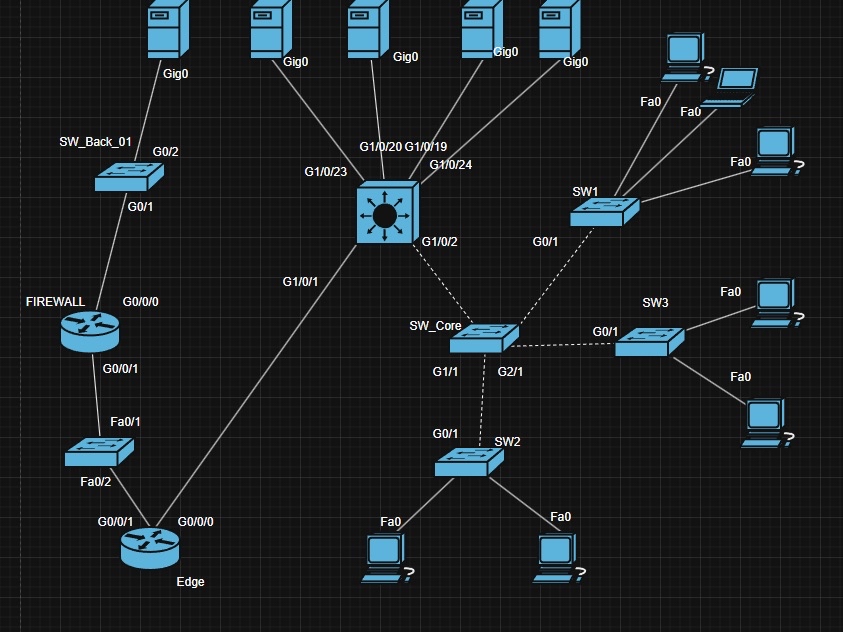 Gig0
Gig0
Gig0
Gig0
Gig0
Fa0
Fa0
SW_Back_01
G0/2
G1/0/20
G1/0/19
G1/0/23
G1/0/24
Fa0
SW1
G0/1
G1/0/2
G0/1
G1/0/1
Fa0
FIREWALL
G0/0/0
SW3
SW_Core
G0/1
G0/0/1
G1/1
G2/1
Fa0
Fa0/1
G0/1
SW2
Fa0/2
G0/0/1
G0/0/0
Fa0
Fa0
Edge